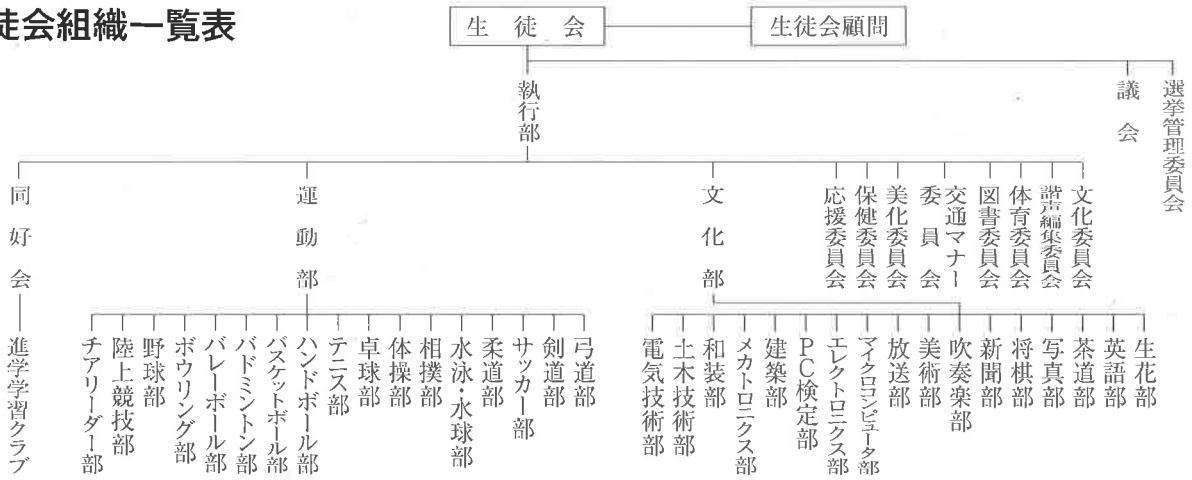 徒会組織一覧表
生徒会
生徒会顧問
執行部
議会
選挙管理委員会
同好会
運動部
文化部
応援委員会
保健委員会
美化委員会
交通マナー
委員会
図書委員会
体育委員会
諧声編集委員会
文化委員会
進学学習クラブ
チアリーダー部
陸上競技部
野球部
ボウリング部
バレーボール部
バドミントン部
バスケットボール部
ハンドボール部
テニス部
卓球部
体操部
相撲部
水泳・水球部
柔道部
サッカー部
剣道部
弓道部
電気技術部
土木技術部
和装部
メカトロニクス部
建築部
PC検定部
エレクトロニクス部
マイクロコンピュータ部
放送部
美術部
吹奏楽部
新聞部
将棋部
写真部
茶道部
英語部
生花部